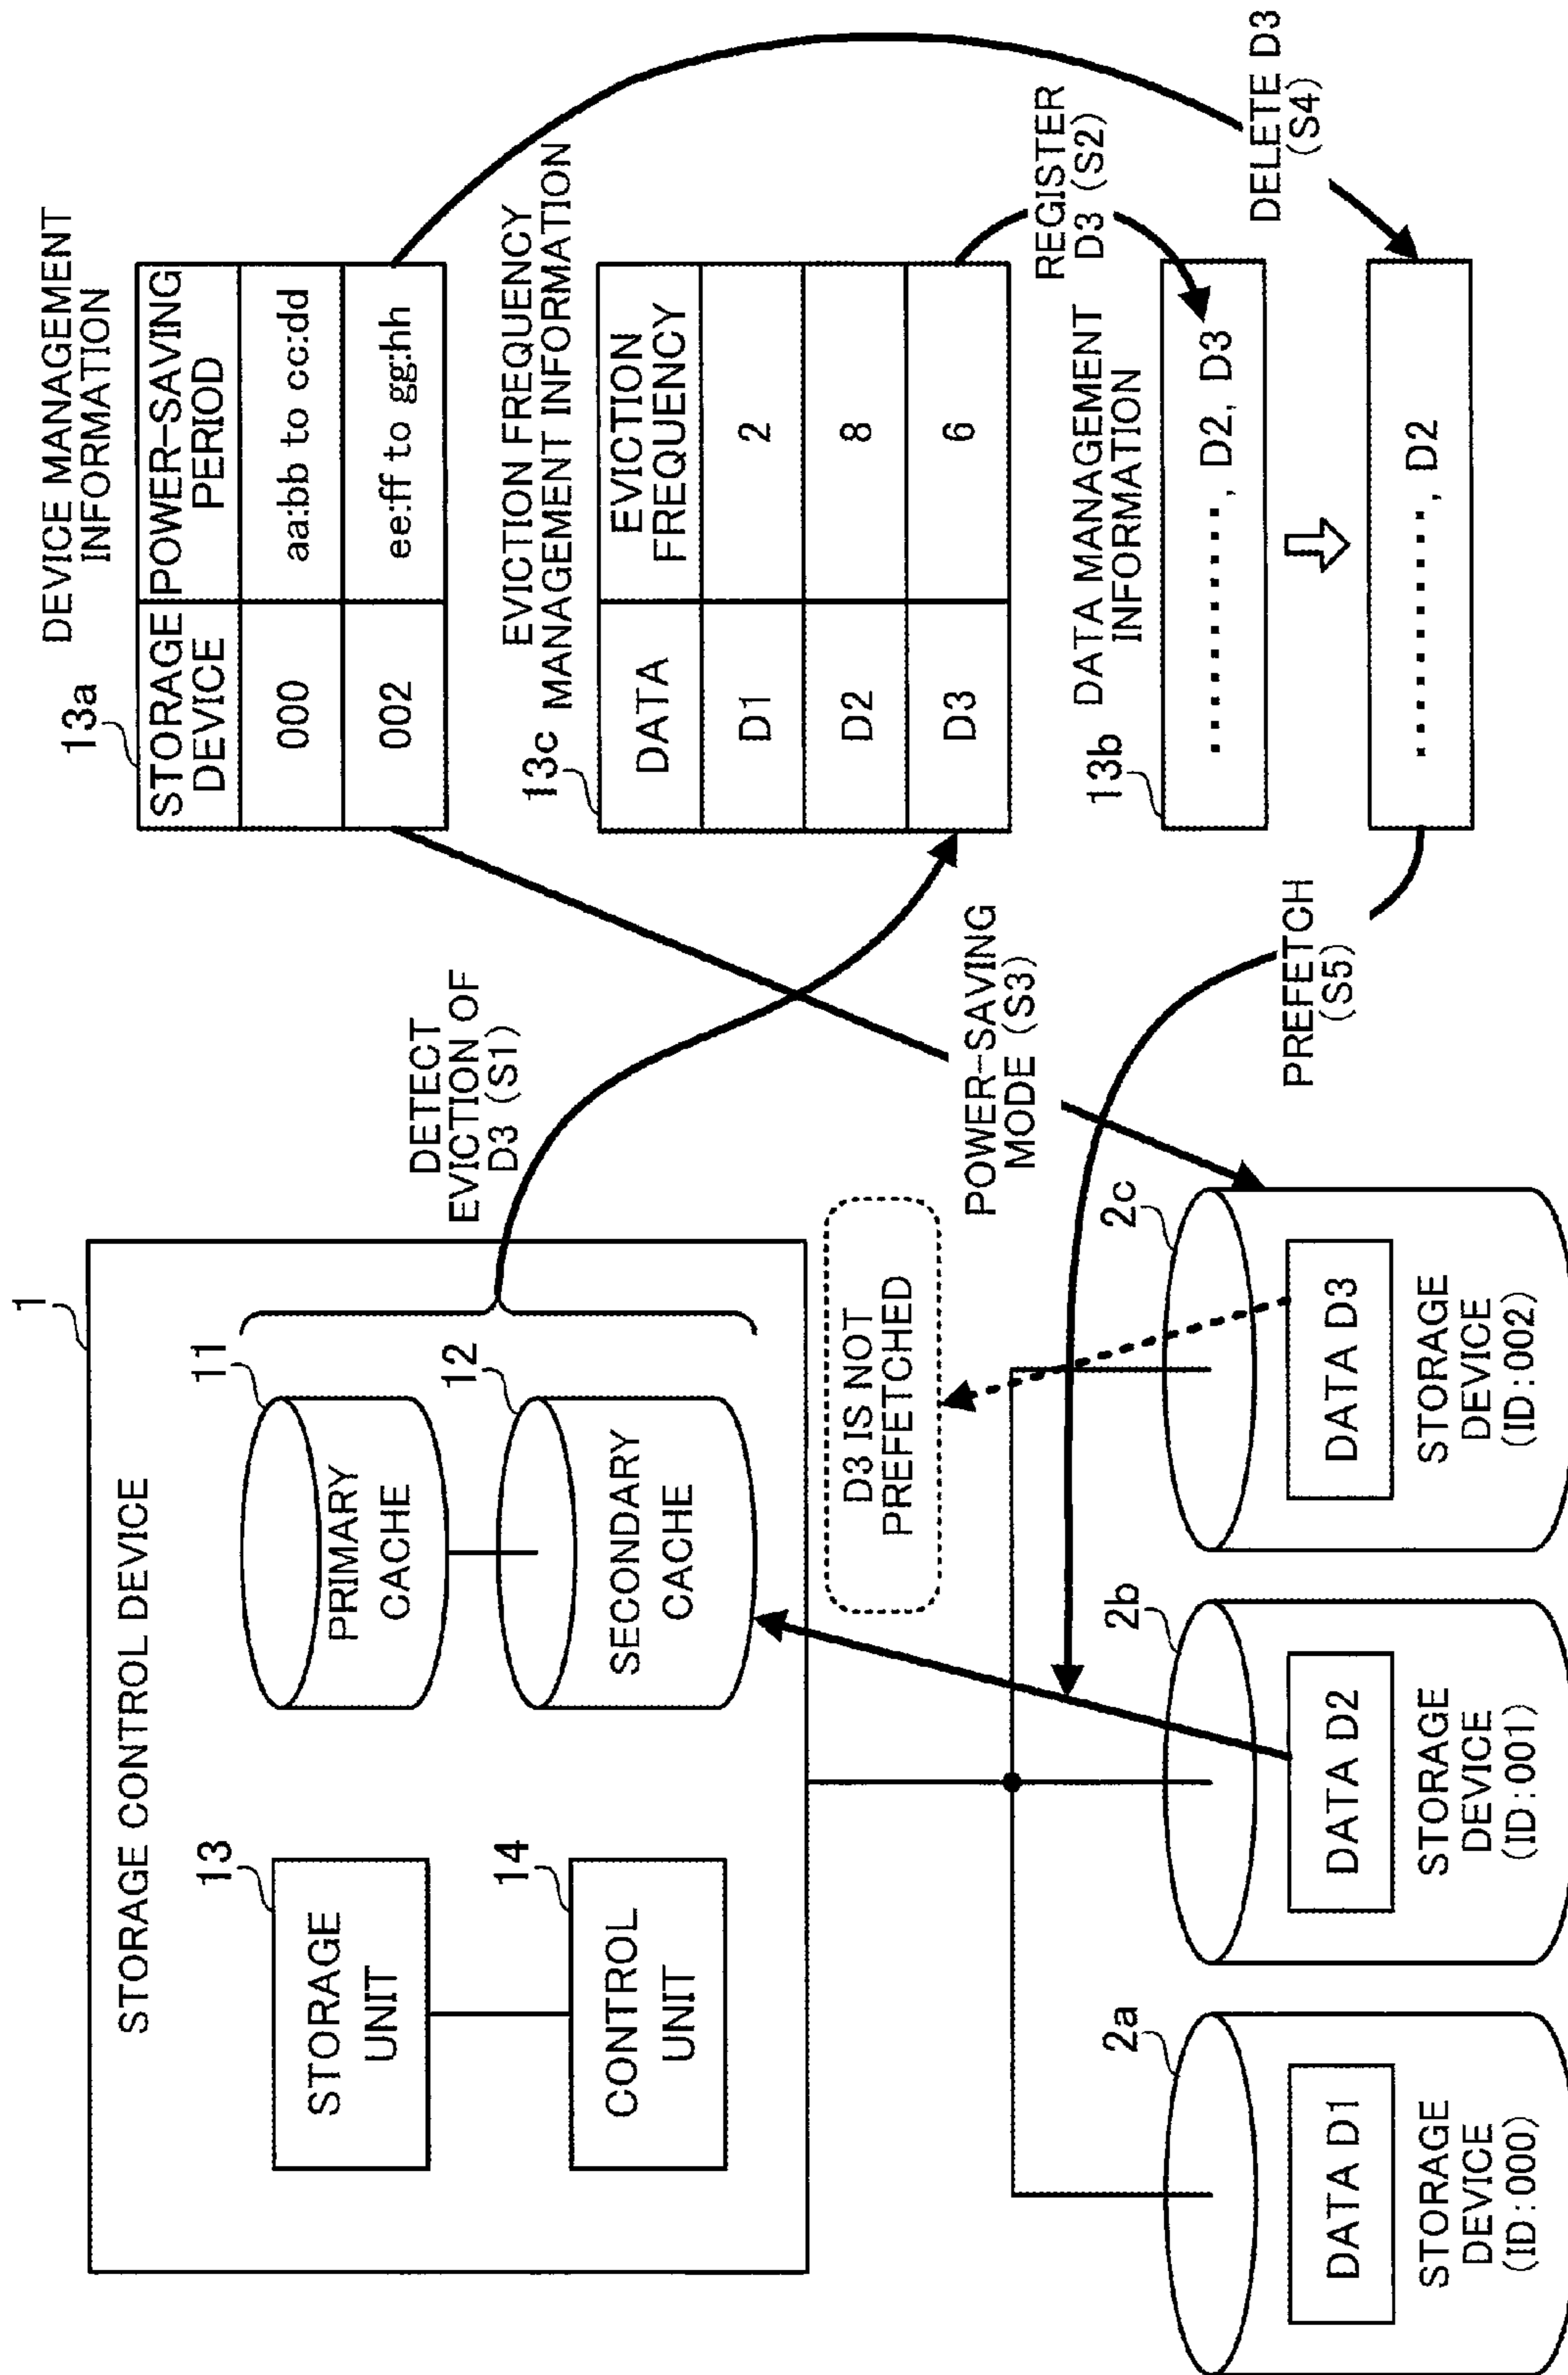 1
STORAGE CONTROL DEVICE
13
STORAGE
UNIT
14
CONTROL
UNIT
11
PRIMARY
CACHE
12
SECONDARY
CACHE
DETECT
EVICTION OF
D3 (S1)
D3 IS NOT
PREFETCHED
POWER-SAVING
MODE (S3)
PREFETCH
(S5)
2a
DATA D1
STORAGE
DEVICE
(ID:000)
2b
DATA D2
STORAGE
DEVICE
(ID:001)
2c
DATA D3
STORAGE
DEVICE
(ID:002)
DEVICE MANAGEMENT
INFORMATION
13a
STORAGE DEVICE POWER-SAVING PERIOD
000 aa:bb to cc:dd
002 ee:ff to gg:hh
EVICTION FREQUENCY
MANAGEMENT INFORMATION
13c
DATA EVICTION FREQUENCY
D1 2
D2 8
D3 6
REGISTER
D3 (S2)
DATA MANAGEMENT
INFORMATION
13b
............, D2, D3
............, D2
DELETE D3
(S4)